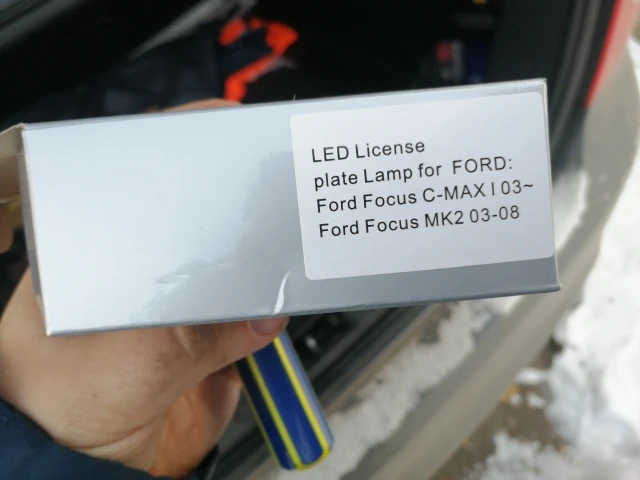 LED License
plate Lamp for FORD:
Ford Focus C-MAX I 03~
Ford Focus MK2 03-08